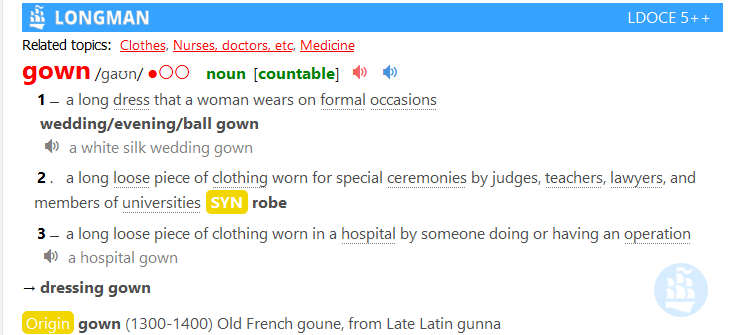 LONGMAN LDOCE 5++
Related topics: Clothes, Nurses, doctors, etc, Medicine
gown /ɡaʊn/ ●○○ noun [countable]
1 – a long dress that a woman wears on formal occasions
wedding/evening/ball gown
a white silk wedding gown
2 . a long loose piece of clothing worn for special ceremonies by judges, teachers, lawyers, and
members of universities SYN robe
3 – a long loose piece of clothing worn in a hospital by someone doing or having an operation
a hospital gown
→ dressing gown
Origin gown (1300-1400) Old French goune, from Late Latin gunna